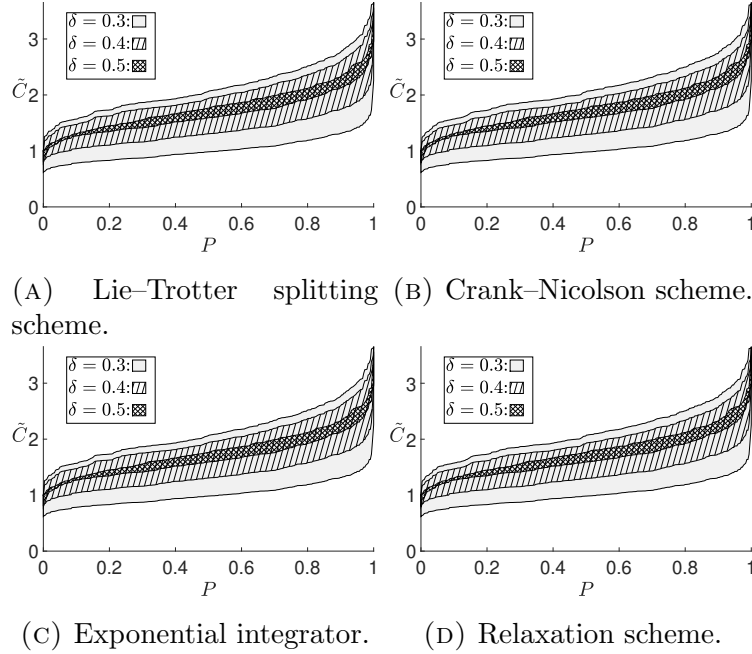 3
2
1
0
C̃
δ = 0.3:
δ = 0.4:
δ = 0.5:
0 0.2 0.4 0.6 0.8 1
P
3
2
1
0
C̃
δ = 0.3:
δ = 0.4:
δ = 0.5:
0 0.2 0.4 0.6 0.8 1
P
(A) Lie–Trotter splitting
scheme.
(B) Crank–Nicolson scheme.
3
2
1
0
C̃
δ = 0.3:
δ = 0.4:
δ = 0.5:
0 0.2 0.4 0.6 0.8 1
P
3
2
1
0
C̃
δ = 0.3:
δ = 0.4:
δ = 0.5:
0 0.2 0.4 0.6 0.8 1
P
(C) Exponential integrator.
(D) Relaxation scheme.